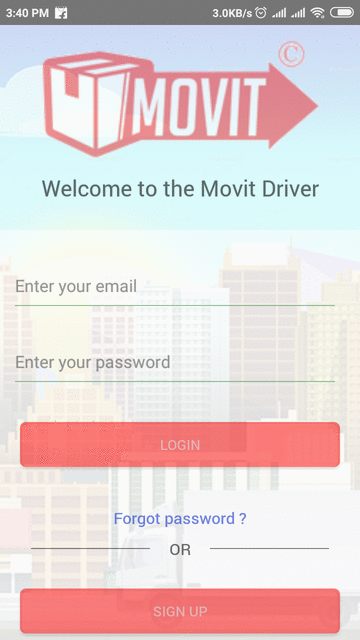 3:40 PM
3.0KB/s
©
MOVIT
Welcome to the Movit Driver
Enter your email
Enter your password
LOGIN
Forgot password ?
OR
SIGN UP